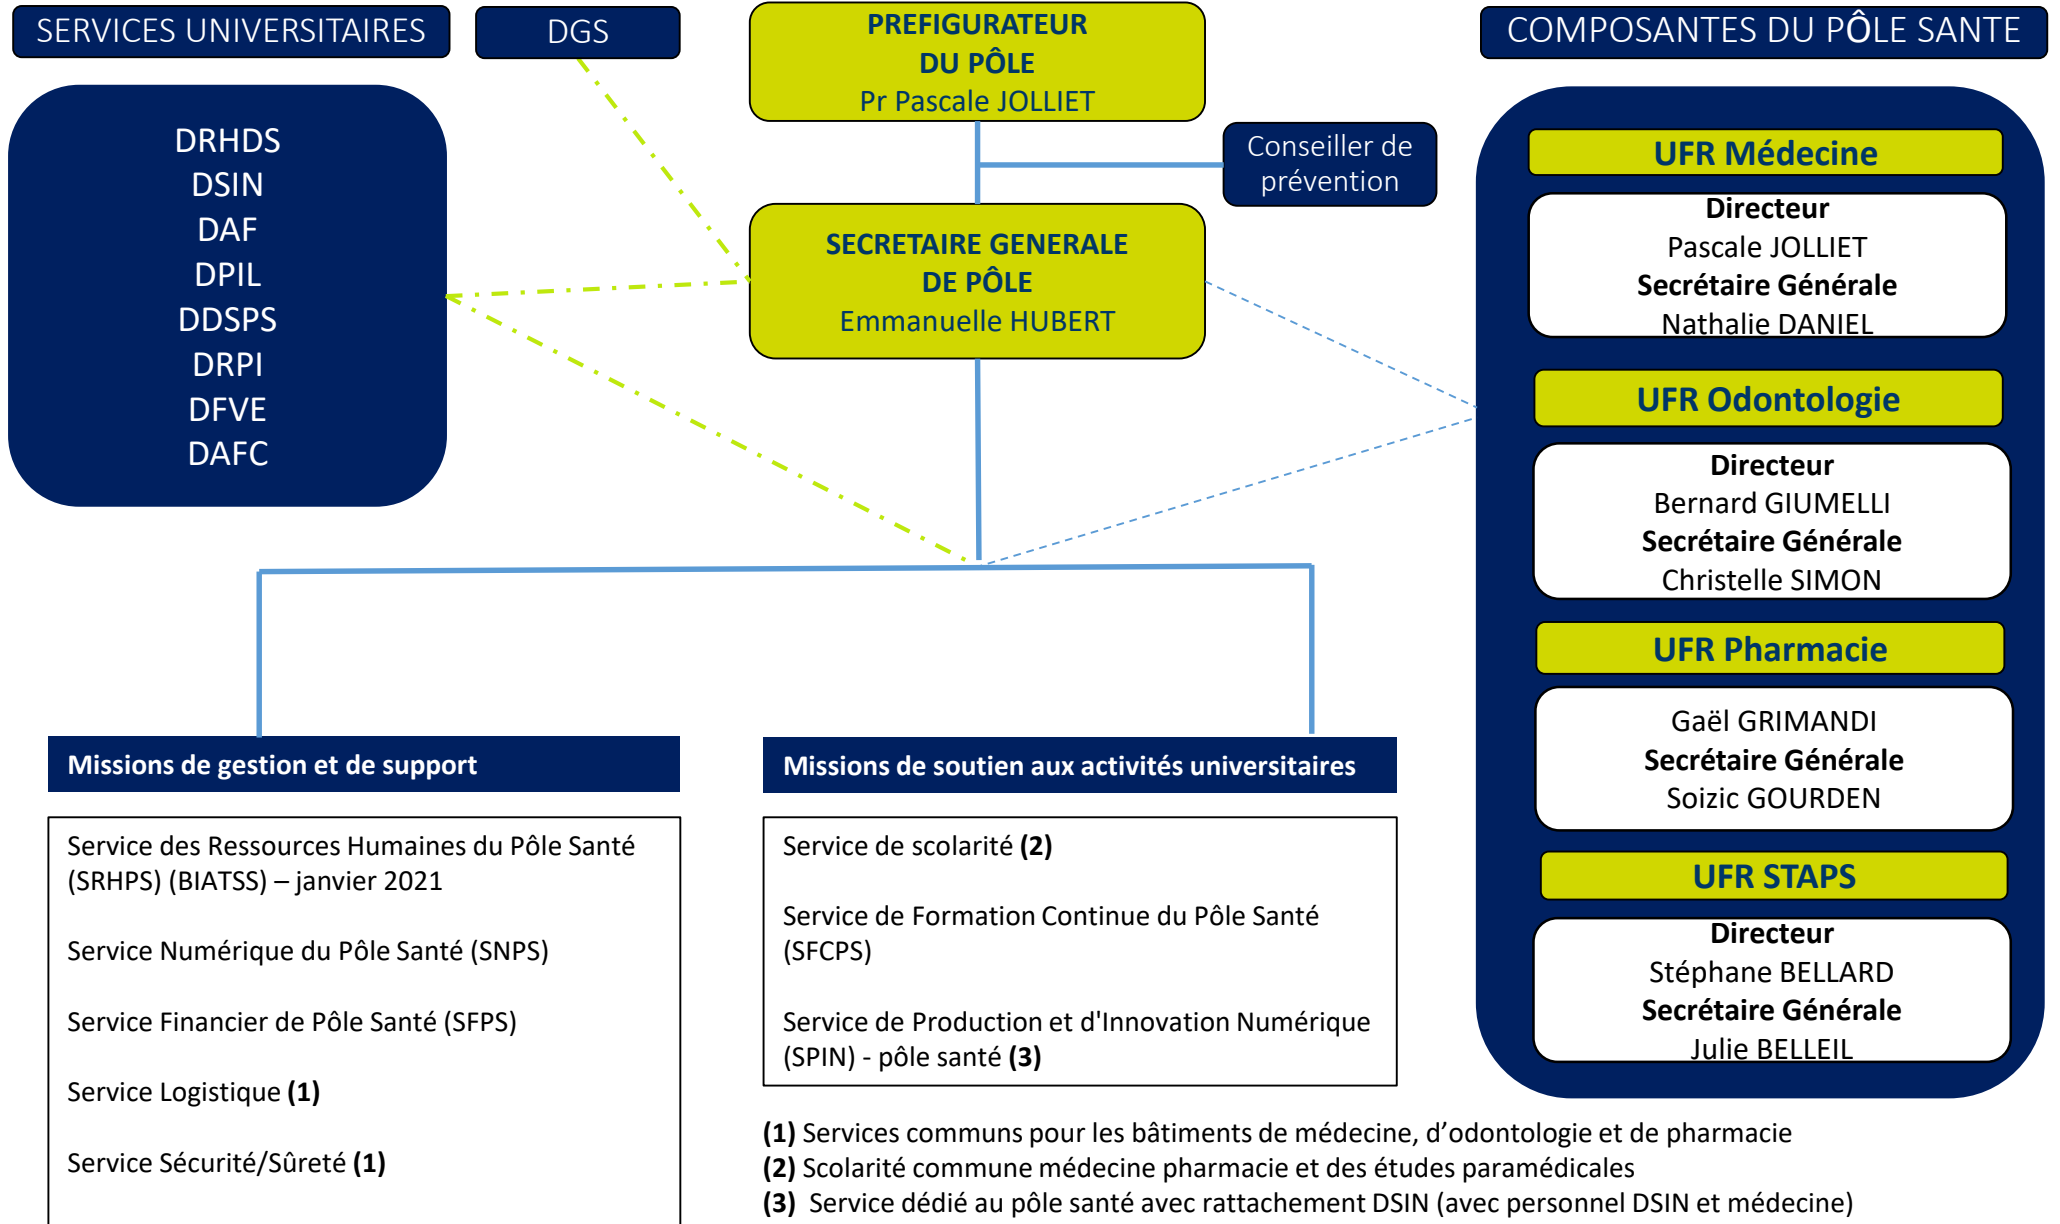 SERVICES UNIVERSITAIRES
DGS
PREFIGURATEUR
DU PÔLE
Pr Pascale JOLLIET
COMPOSANTES DU PÔLE SANTE
DRHDS
DSIN
DAF
DPIL
DDSPS
DRPI
DFVE
DAFC
Conseiller de
prévention
SECRETAIRE GENERALE
DE PÔLE
Emmanuelle HUBERT
UFR Médecine
Directeur
Pascale JOLLIET
Secrétaire Générale
Nathalie DANIEL
UFR Odontologie
Directeur
Bernard GIUMELLI
Secrétaire Générale
Christelle SIMON
UFR Pharmacie
Gaël GRIMANDI
Secrétaire Générale
Soizic GOURDEN
UFR STAPS
Directeur
Stéphane BELLARD
Secrétaire Générale
Julie BELLEIL
Missions de gestion et de support
Service des Ressources Humaines du Pôle Santé
(SRHPS) (BIATSS) – janvier 2021
Service Numérique du Pôle Santé (SNPS)
Service Financier de Pôle Santé (SFPS)
Service Logistique (1)
Service Sécurité/Sûreté (1)
Missions de soutien aux activités universitaires
Service de scolarité (2)
Service de Formation Continue du Pôle Santé
(SFCPS)
Service de Production et d'Innovation Numérique
(SPIN) - pôle santé (3)
(1) Services communs pour les bâtiments de médecine, d’odontologie et de pharmacie
(2) Scolarité commune médecine pharmacie et des études paramédicales
(3) Service dédié au pôle santé avec rattachement DSIN (avec personnel DSIN et médecine)